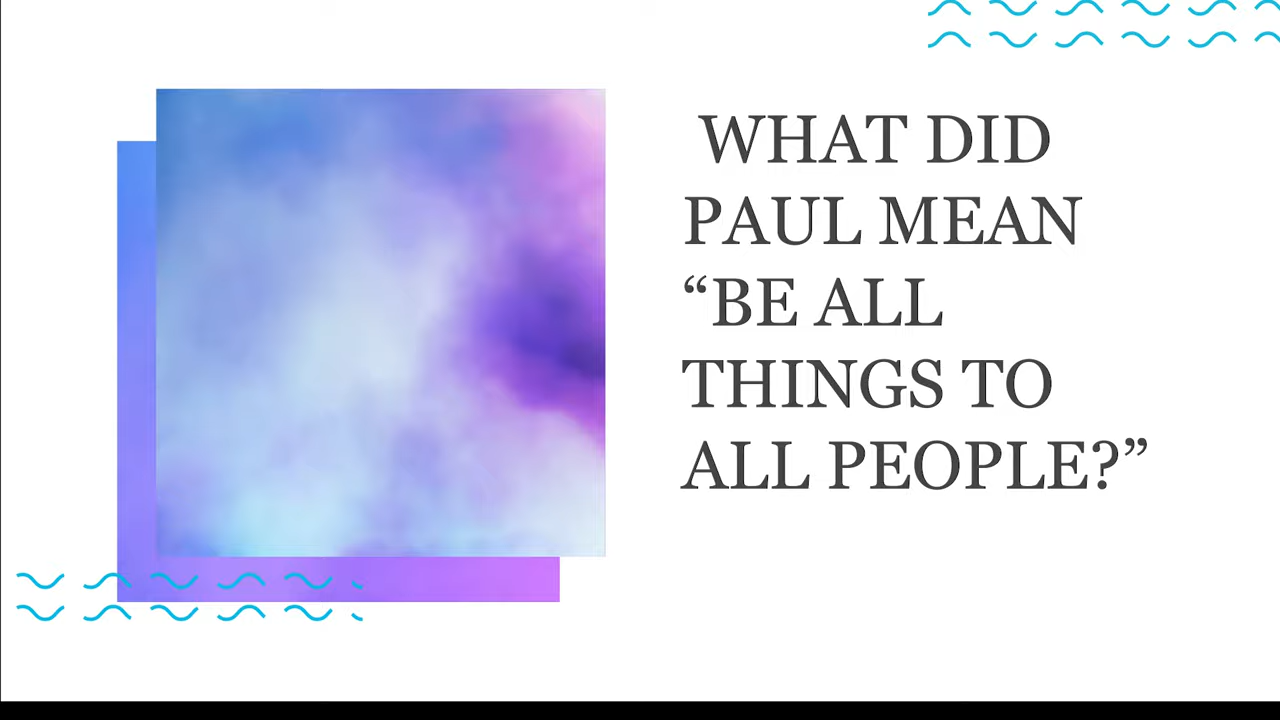 WHAT DID
PAUL MEAN
“BE ALL
THINGS TO
ALL PEOPLE?”